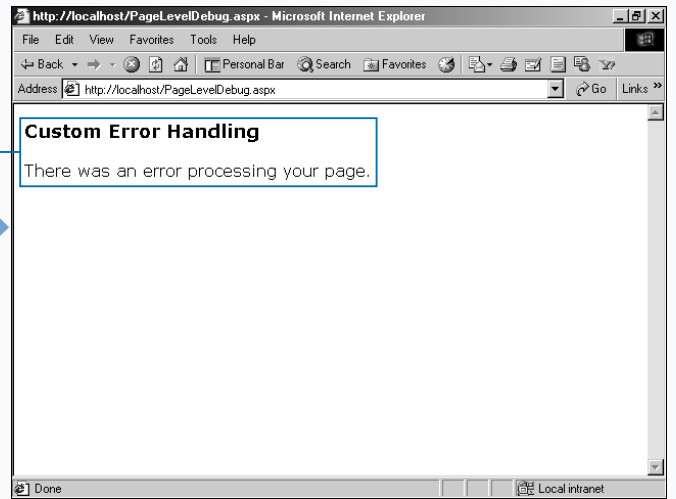 http://localhost/PageLevelDebug.aspx - Microsoft Internet Explorer
File Edit View Favorites Tools Help
Back Personal Bar Search Favorites
Address http://localhost/PageLevelDebug.aspx Go Links »
Custom Error Handling
There was an error processing your page.
Done Local intranet